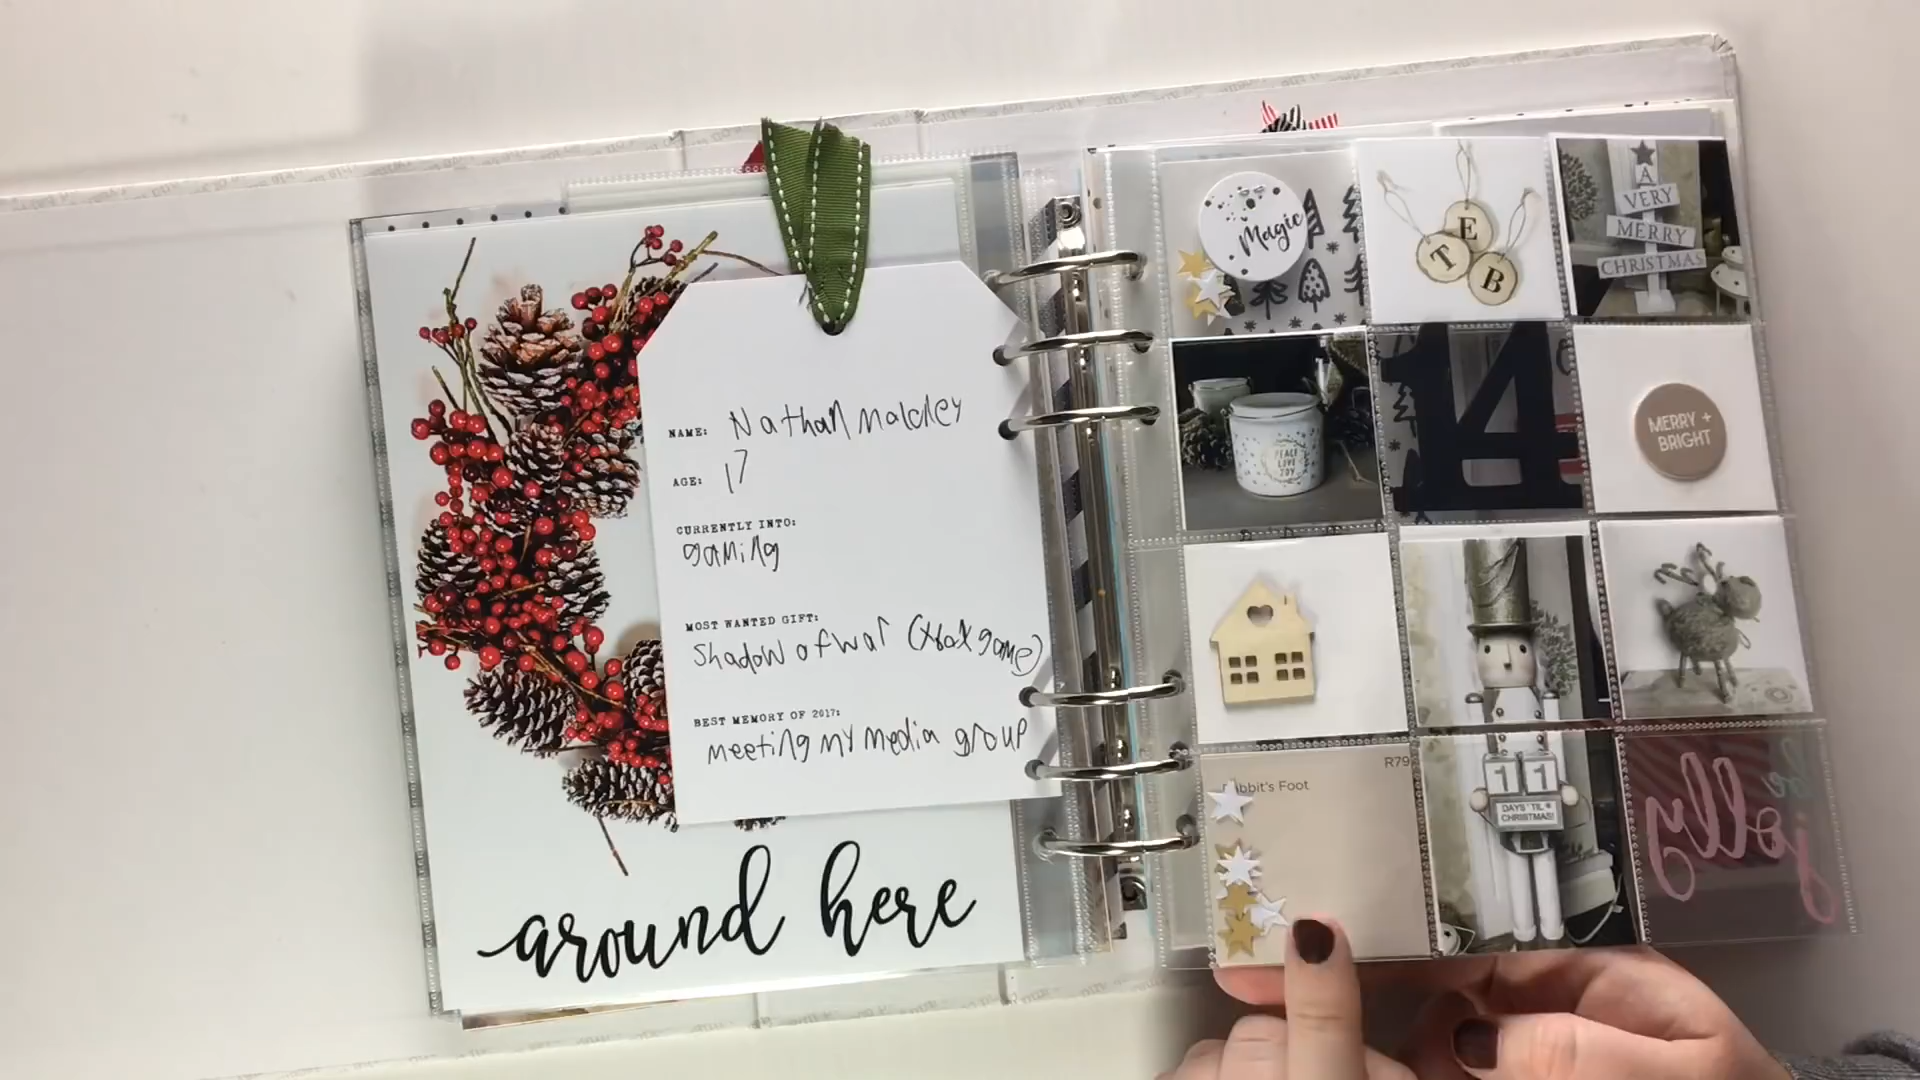 NAME: Nathan Maloney
AGE: 17
CURRENTLY INTO:
gaming
MOST WANTED GIFT:
Shadow of war (Xbox game)
BEST MEMORY OF 2017:
meeting my media group
around here
Magic
E
T
B
A
VERY
MERRY
CHRISTMAS
PEACE
LOVE
JOY
14
MERRY +
BRIGHT
R79
Foot
11
DAYS 'TIL
CHRISTMAS!
be
jolly